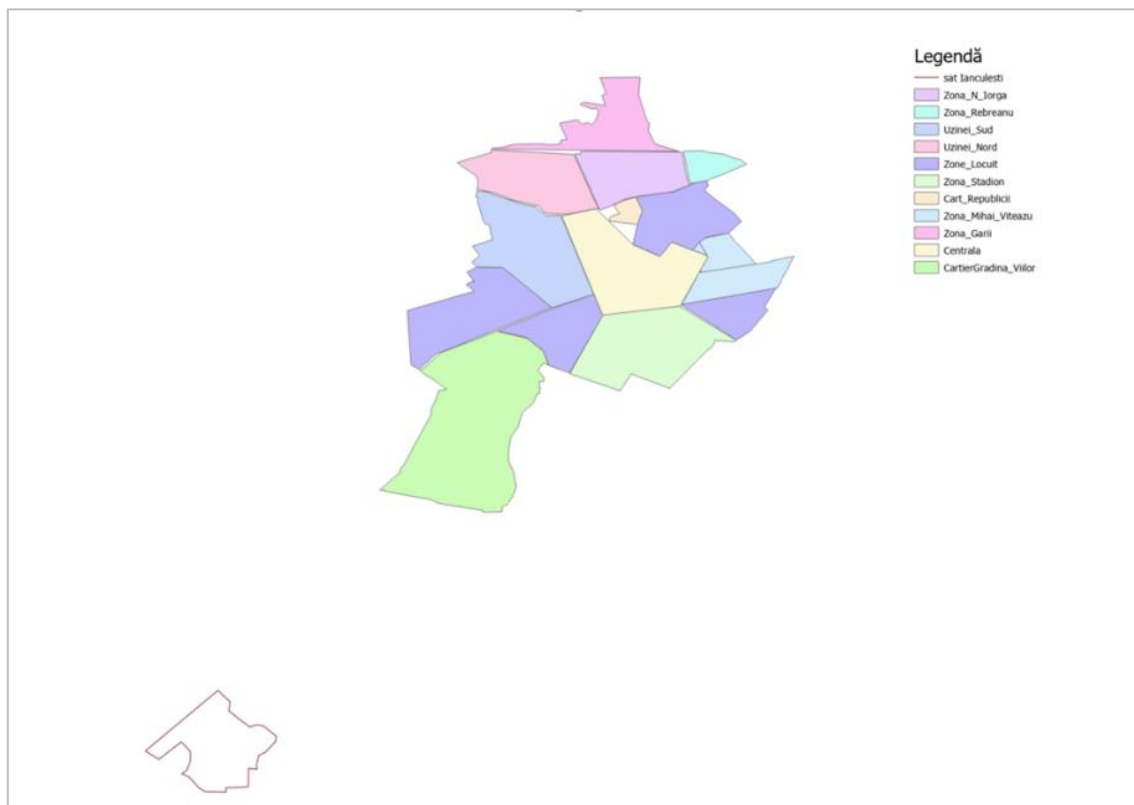 Legendă
sat Ianculesti
Zona_N_Iorga
Zona_Rebreanu
Uzinei_Sud
Uzinei_Nord
Zone_Locuit
Zona_Stadion
Cart_Republicii
Zona_Mihai_Viteazu
Zona_Garii
Centrala
CartierGradina_Viilor